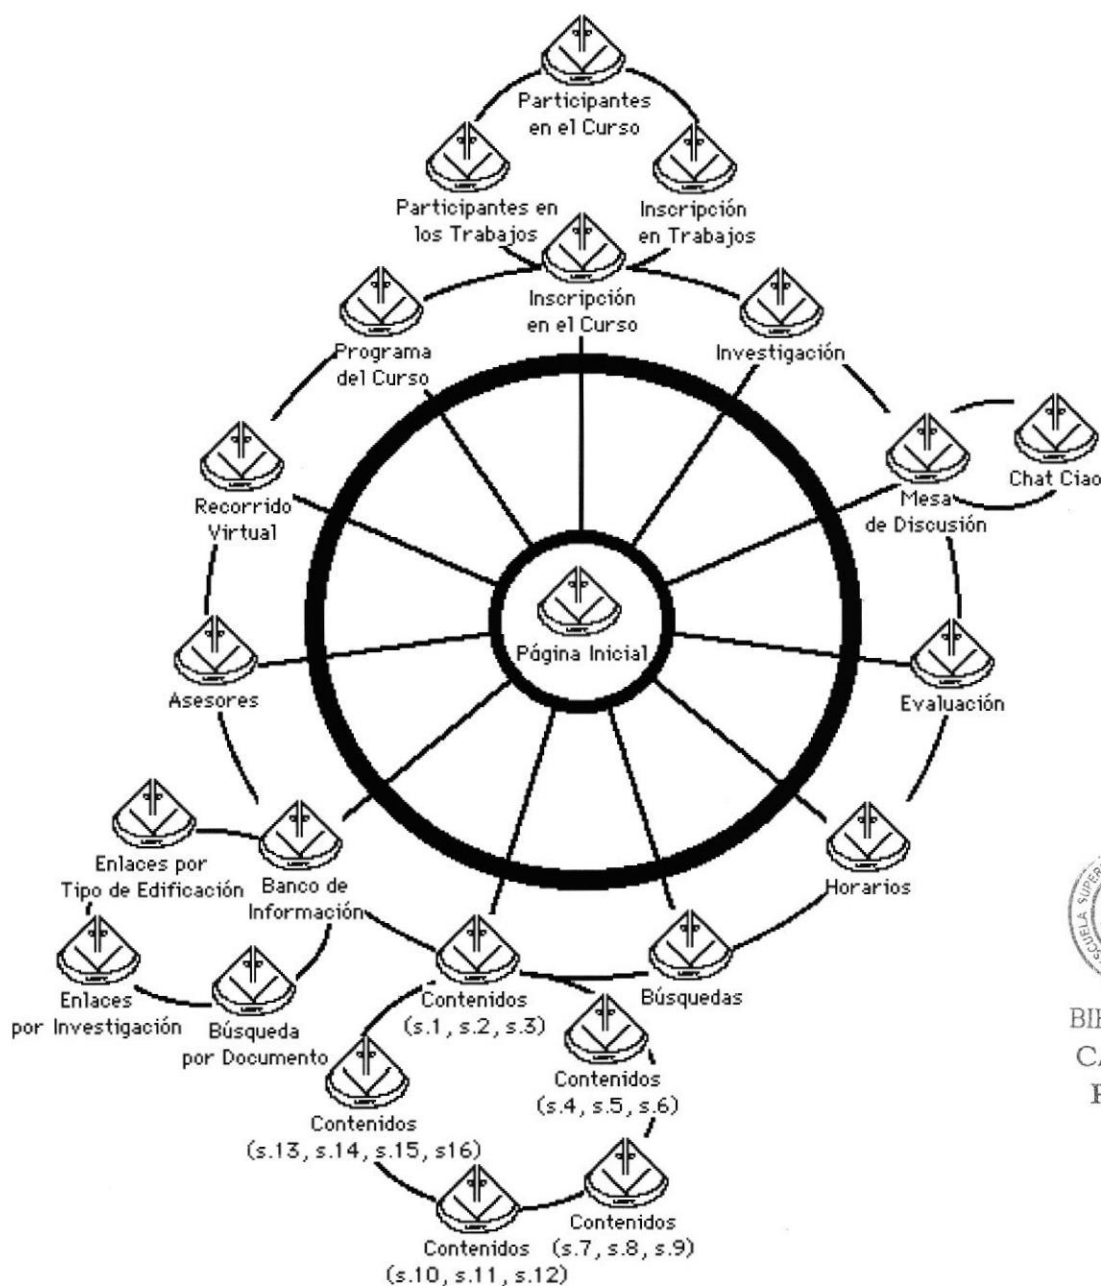 Participantes
en el Curso
Participantes en
los Trabajos
Inscripción
en Trabajos
Inscripción
en el Curso
Programa
del Curso
Investigación
Recorrido
Virtual
Mesa
de Discusión
Chat Ciao
Página Inicial
Asesores
Evaluación
Enlaces por
Tipo de Edificación
Banco de
Información
Horarios
Enlaces
por Investigación
Búsqueda
por Documento
Contenidos
(s.1, s.2, s.3)
Búsquedas
Contenidos
(s.4, s.5, s.6)
Contenidos
(s.13, s.14, s.15, s16)
Contenidos
(s.7, s.8, s.9)
Contenidos
(s.10, s.11, s.12)